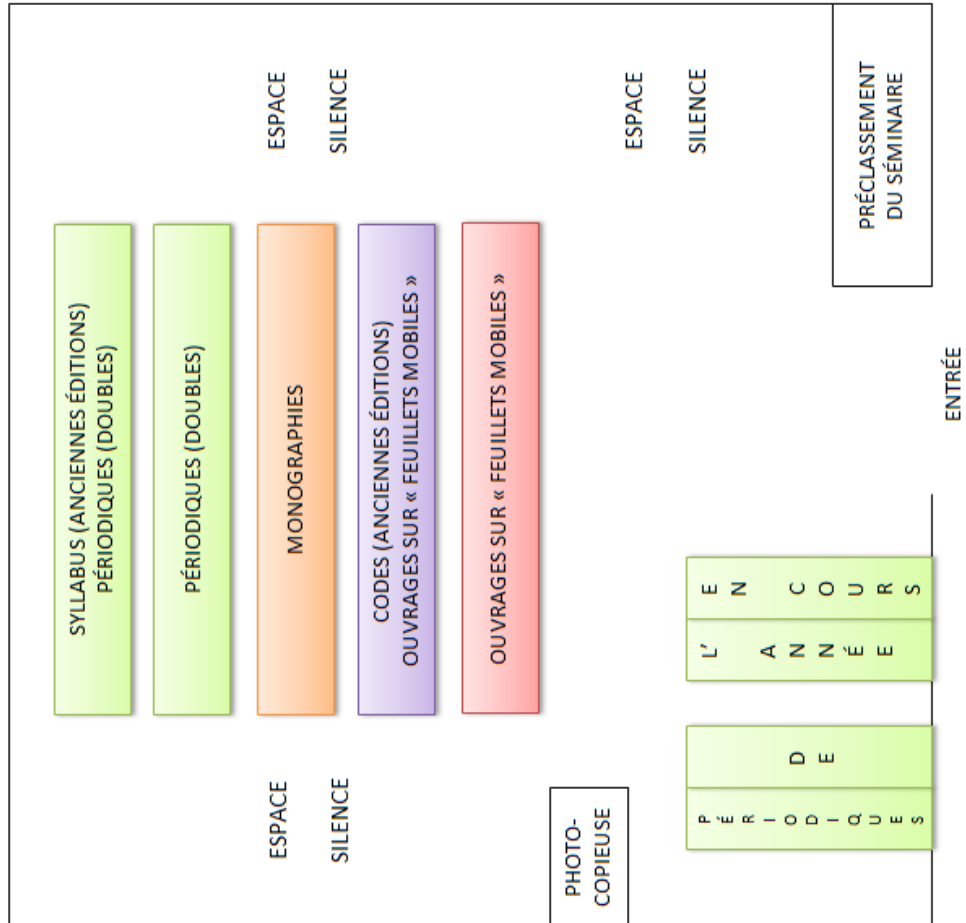 SYLLABUS (ANCIENNES ÉDITIONS)
PÉRIODIQUES (DOUBLES)
PÉRIODIQUES (DOUBLES)
MONOGRAPHIES
CODES (ANCIENNES ÉDITIONS)
OUVRAGES SUR « FEUILLETS MOBILES »
OUVRAGES SUR « FEUILLETS MOBILES »
ESPACE
SILENCE
ESPACE
SILENCE
ESPACE
SILENCE
PHOTO-
COPIEUSE
PÉRIODIQUES
DE
L' ANNÉE
EN COURS
ENTRÉE
PRÉCLASSEMENT
DU SÉMINAIRE